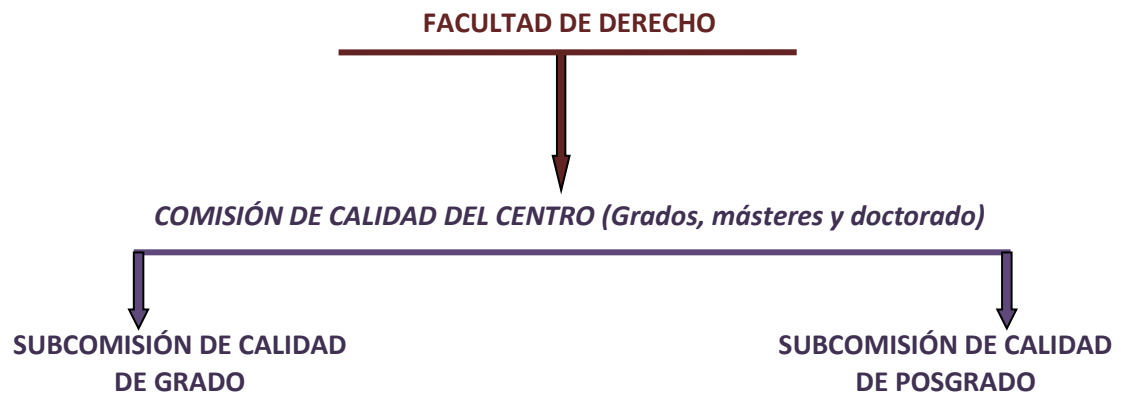 FACULTAD DE DERECHO
COMISIÓN DE CALIDAD DEL CENTRO (Grados, másteres y doctorado)
SUBCOMISIÓN DE CALIDAD
DE GRADO
SUBCOMISIÓN DE CALIDAD
DE POSGRADO